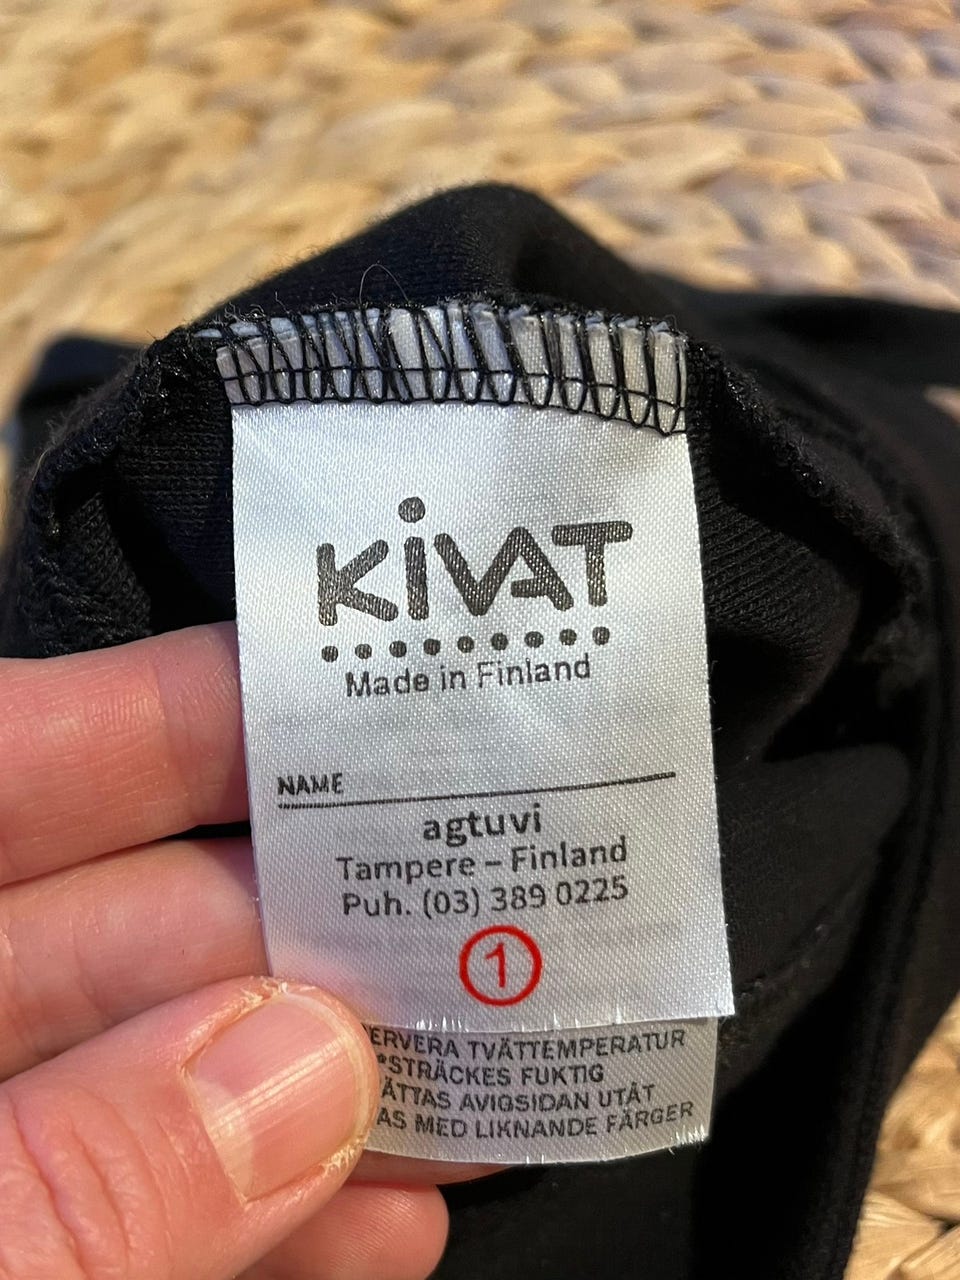 KiVAT
Made in Finland
NAME
agtuvi
Tampere – Finland
Puh. (03) 389 0225
1
TVÄTTEMPERATUR
*STRÄCKES FUKTIG
AVIGSIDAN UTÅT
MED LIKNANDE FÄRGER